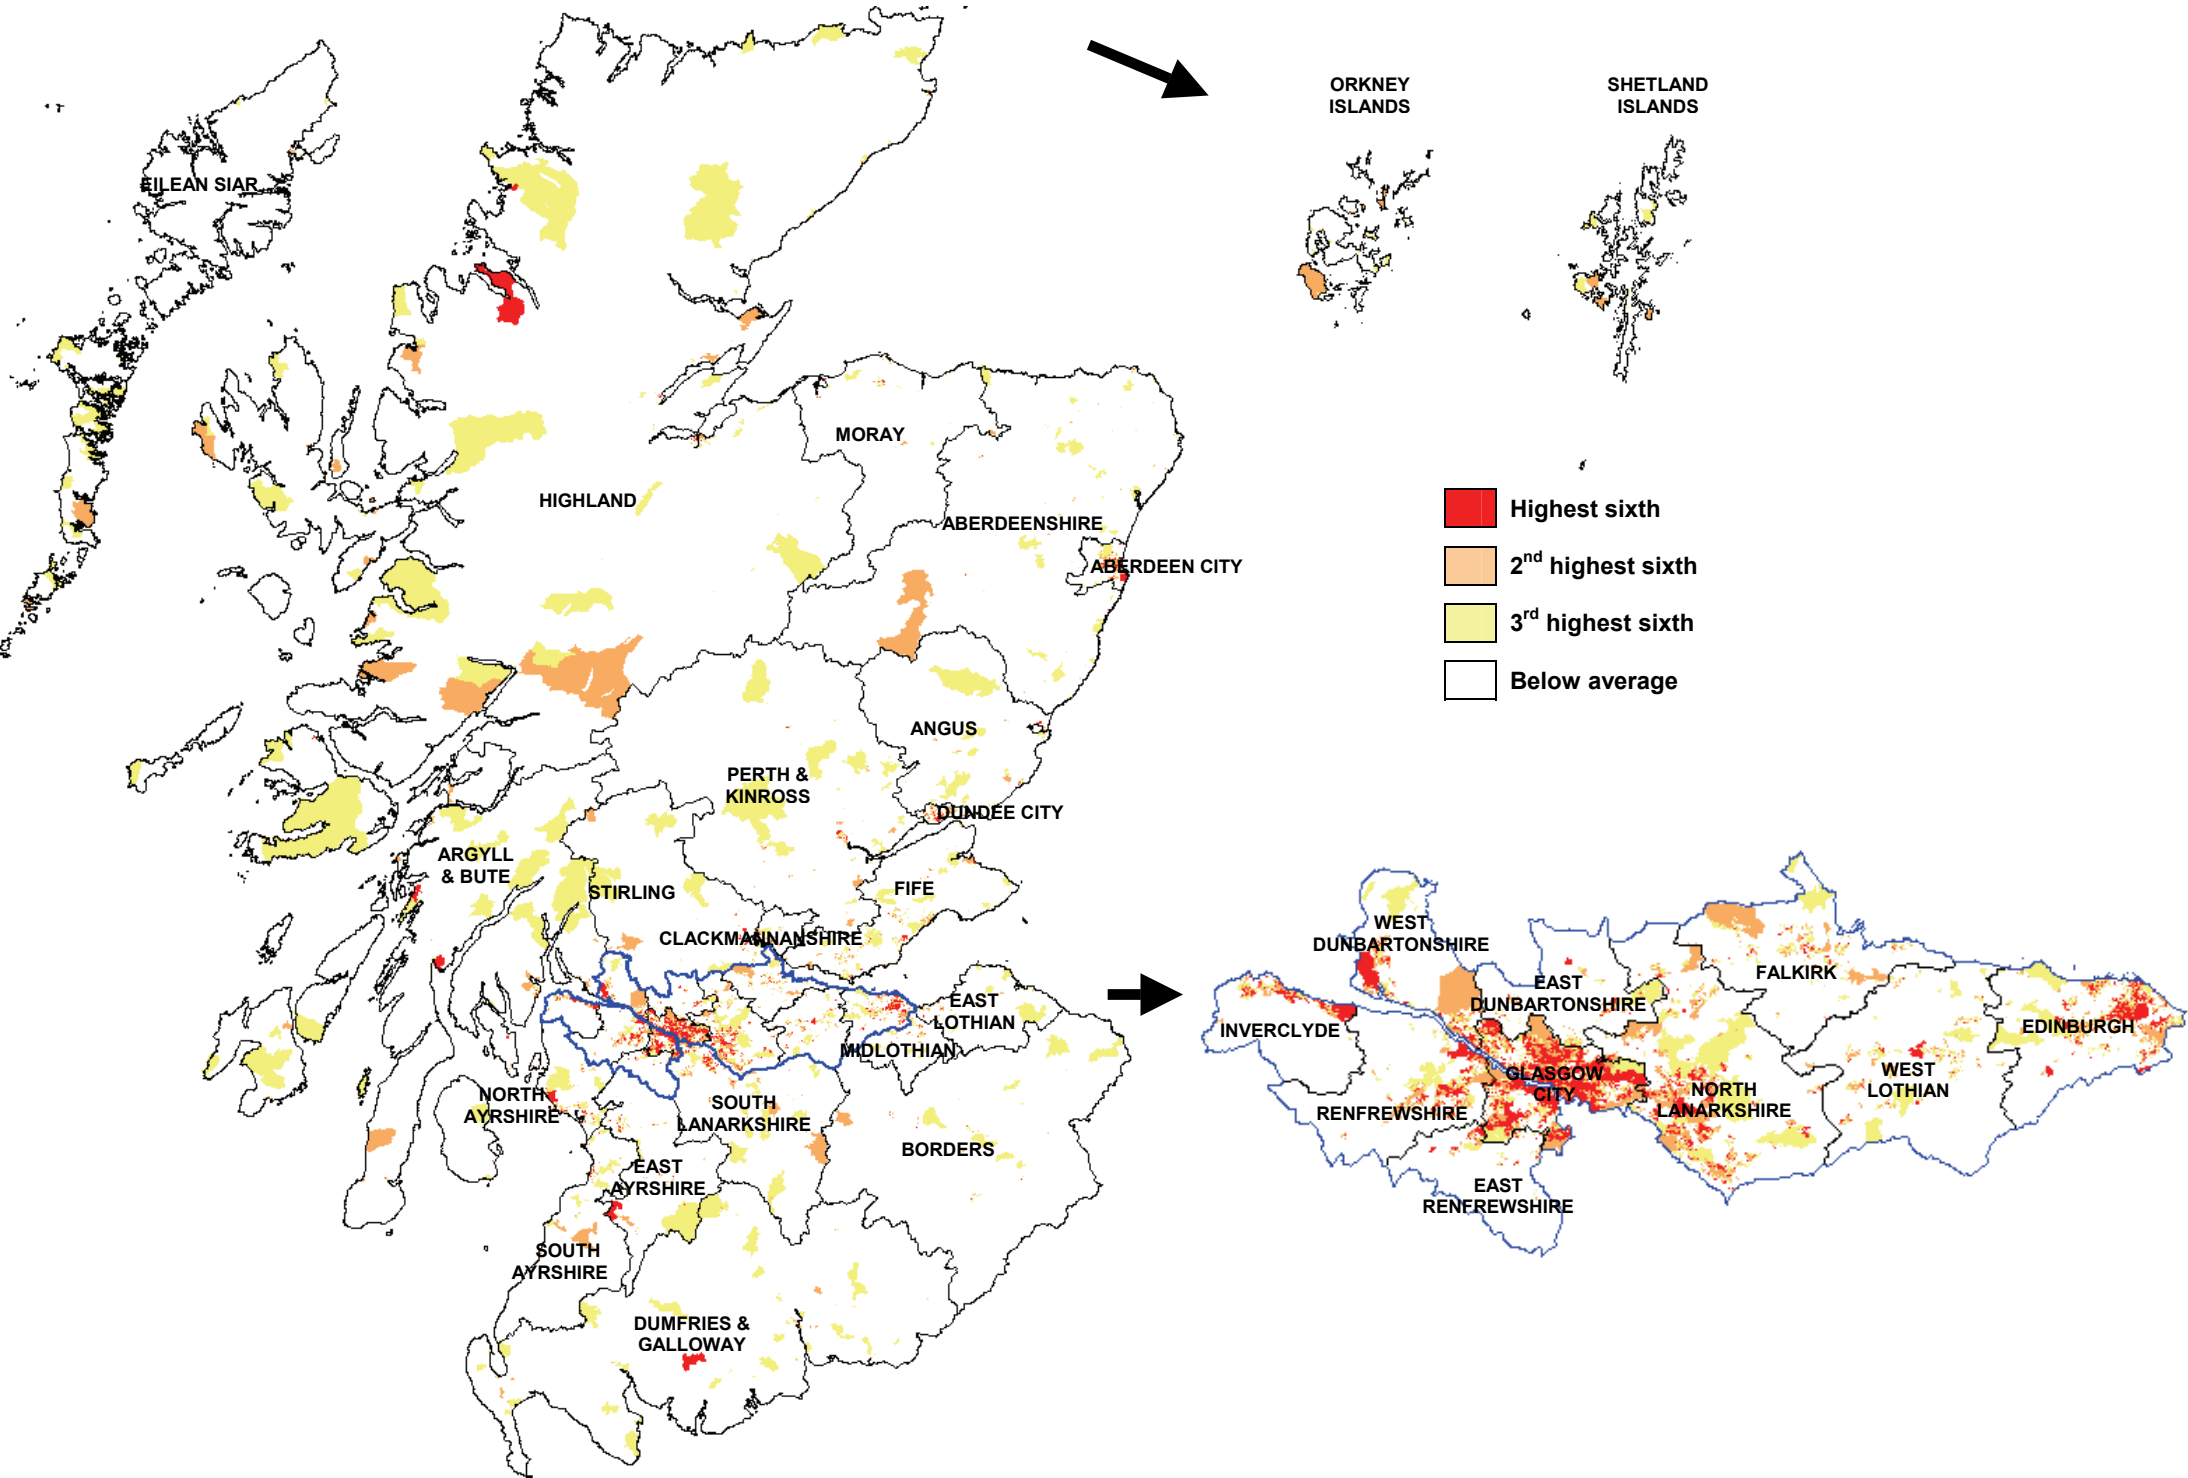 ORKNEY
ISLANDS
SHETLAND
ISLANDS
EILEAN SIAR
MORAY
HIGHLAND
ABERDEENSHIRE
ABERDEEN CITY
Highest sixth
2nd highest sixth
3rd highest sixth
Below average
ANGUS
PERTH &
KINROSS
DUNDEE CITY
ARGYLL
& BUTE
STIRLING
FIFE
CLACKMANNANSHIRE
EAST
LOTHIAN
MIDLOTHIAN
NORTH
AYRSHIRE
SOUTH
LANARKSHIRE
BORDERS
EAST
AYRSHIRE
SOUTH
AYRSHIRE
DUMFRIES &
GALLOWAY
WEST
DUNBARTONSHIRE
EAST
DUNBARTONSHIRE
FALKIRK
INVERCLYDE
EDINBURGH
GLASGOW
CITY
WEST
LOTHIAN
RENFREWSHIRE
NORTH
LANARKSHIRE
EAST
RENFREWSHIRE